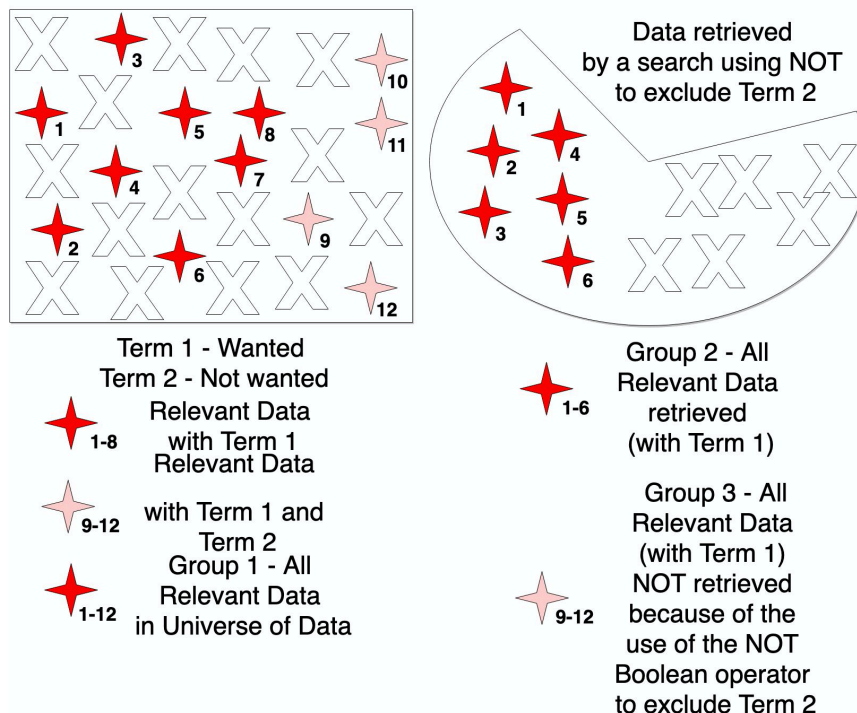 3
10
1
5
8
11
4
7
2
9
6
12
Data retrieved
by a search using NOT
to exclude Term 2
1
2
4
3
5
6
Term 1 - Wanted
Term 2 - Not wanted
Relevant Data
with Term 1
1-8
Relevant Data
with Term 1 and
Term 2
9-12
Group 1 - All
Relevant Data
in Universe of Data
1-12
Group 2 - All
Relevant Data
retrieved
(with Term 1)
1-6
Group 3 - All
Relevant Data
(with Term 1)
NOT retrieved
because of the
use of the NOT
Boolean operator
to exclude Term 2
9-12